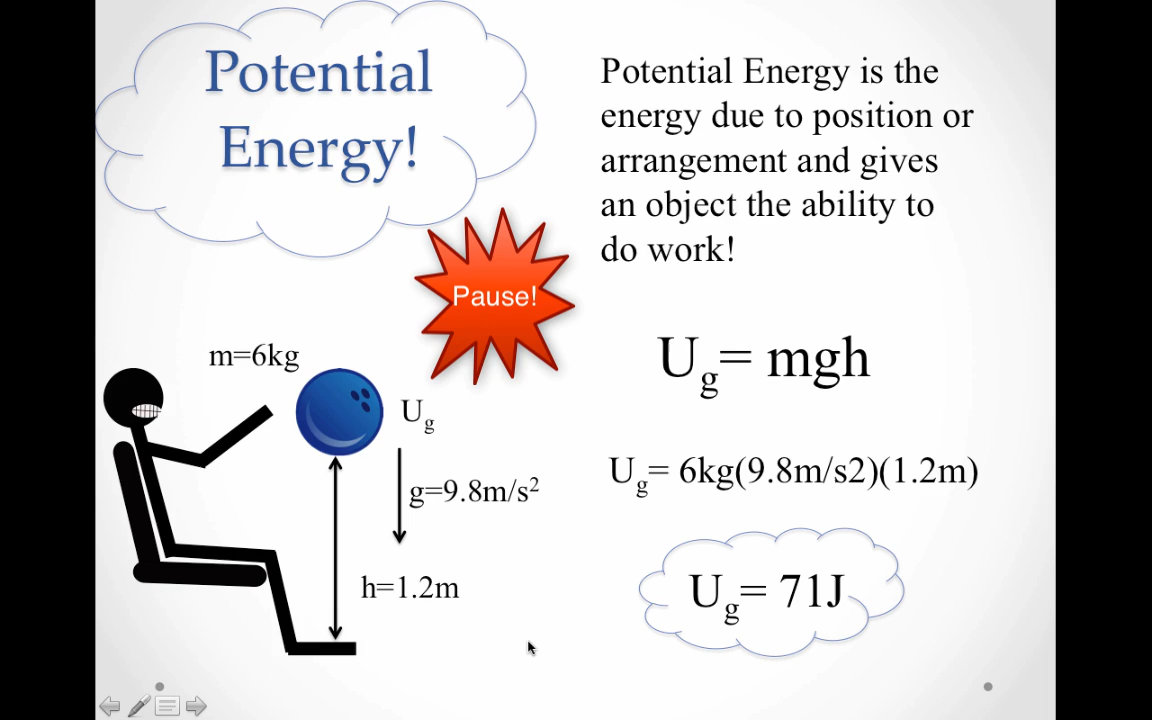 Potential
Energy!
Potential Energy is the
energy due to position or
arrangement and gives
an object the ability to
do work!
Pause!
m=6kg
Ug
g=9.8m/s²
h=1.2m
Ug= mgh
Ug= 6kg(9.8m/s2)(1.2m)
Ug= 71J